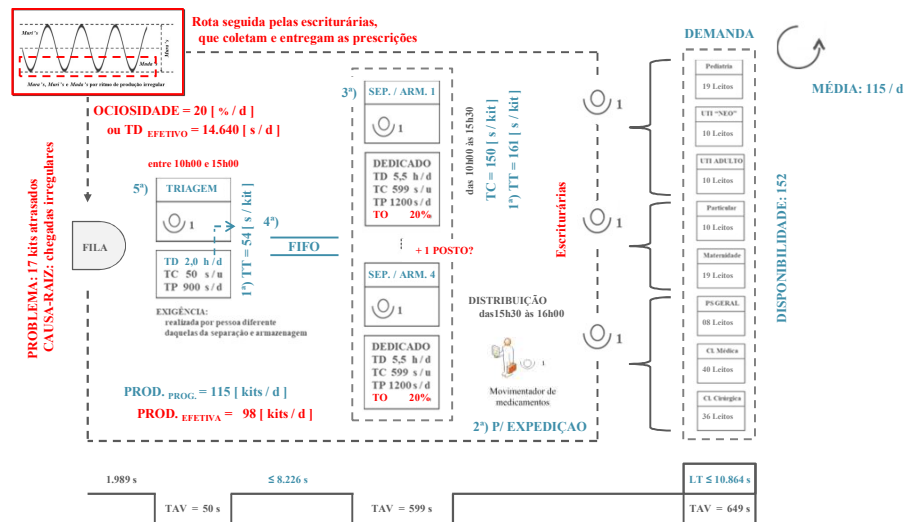 Rota seguida pelas escriturárias,
que coletam e entregam as prescrições
Muri's
Mura's
Muda's
Mura's, Muri's e Muda's por ritmo de produção irregular
DEMANDA
MÉDIA: 115 / d
OCIOSIDADE = 20 [ % / d ]
ou TD EFETIVO = 14.640 [ s / d ]
entre 10h00 e 15h00
5ª)
TRIAGEM
1
TD 2,0 h / d
TC 50 s / u
TP 900 s / d
4ª)
1ª) TT = 54 [ s / kit ]
EXIGÊNCIA:
realizada por pessoa diferente
daquelas da separação e armazenagem
FILA
PROBLEMA: 17 kits atrasados
CAUSA-RAIZ: chegadas irregulares
FIFO
3ª)
SEP. / ARM. 1
1
DEDICADO
TD 5,5 h / d
TC 599 s / u
TP 1200 s / d
TO 20%
+ 1 POSTO?
SEP. / ARM. 4
1
DEDICADO
TD 5,5 h / d
TC 599 s / u
TP 1200 s / d
TO 20%
das 10h00 às 15h30
TC = 150 [ s / kit ]
1ª) TT = 161 [ s / kit ]
DISTRIBUIÇÃO
das15h30 às 16h00
1
Movimentador de
medicamentos
2ª) P/ EXPEDIÇAO
Escriturárias
1
1
1
Pediatria
19 Leitos
UTI "NEO"
10 Leitos
UTI ADULTO
10 Leitos
Particular
10 Leitos
Maternidade
19 Leitos
PS GERAL
08 Leitos
Cl. Médica
40 Leitos
Cl. Cirúrgica
36 Leitos
DISPONIBILIDADE: 152
PROD. PROG. = 115 [ kits / d ]
PROD. EFETIVA = 98 [ kits / d ]
1.989 s
≤ 8.226 s
LT ≤ 10.864 s
TAV = 50 s
TAV = 599 s
TAV = 649 s